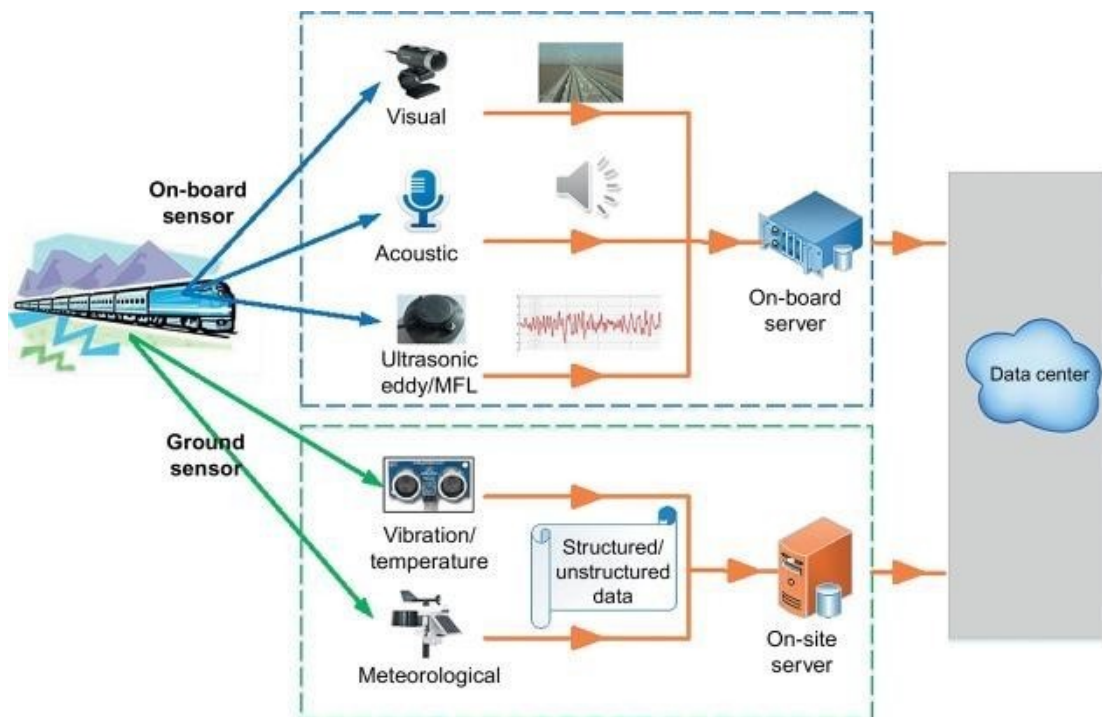 Visual
On-board
sensor
Acoustic
On-board
server
Ultrasonic
eddy/MFL
Data center
Ground
sensor
Vibration/
temperature
Structured/
unstructured
data
On-site
server
Meteorological